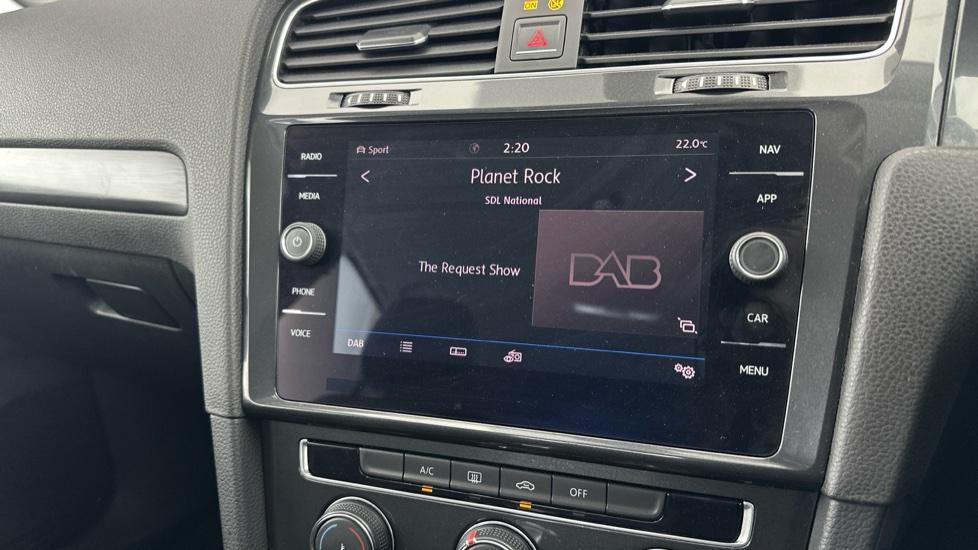 ON
RADIO
MEDIA
PHONE
VOICE
Sport
2:20
22.0°C
< Planet Rock >
SDL National
The Request Show
DAB
DAB
NAV
APP
CAR
MENU
A/C
OFF